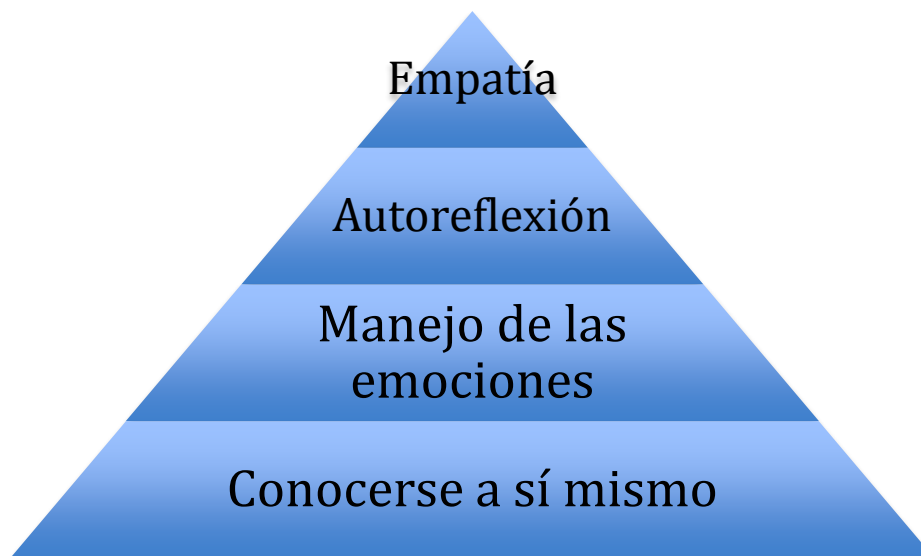 Empatía
Autoreflexión
Manejo de las
emociones
Conocerse a sí mismo